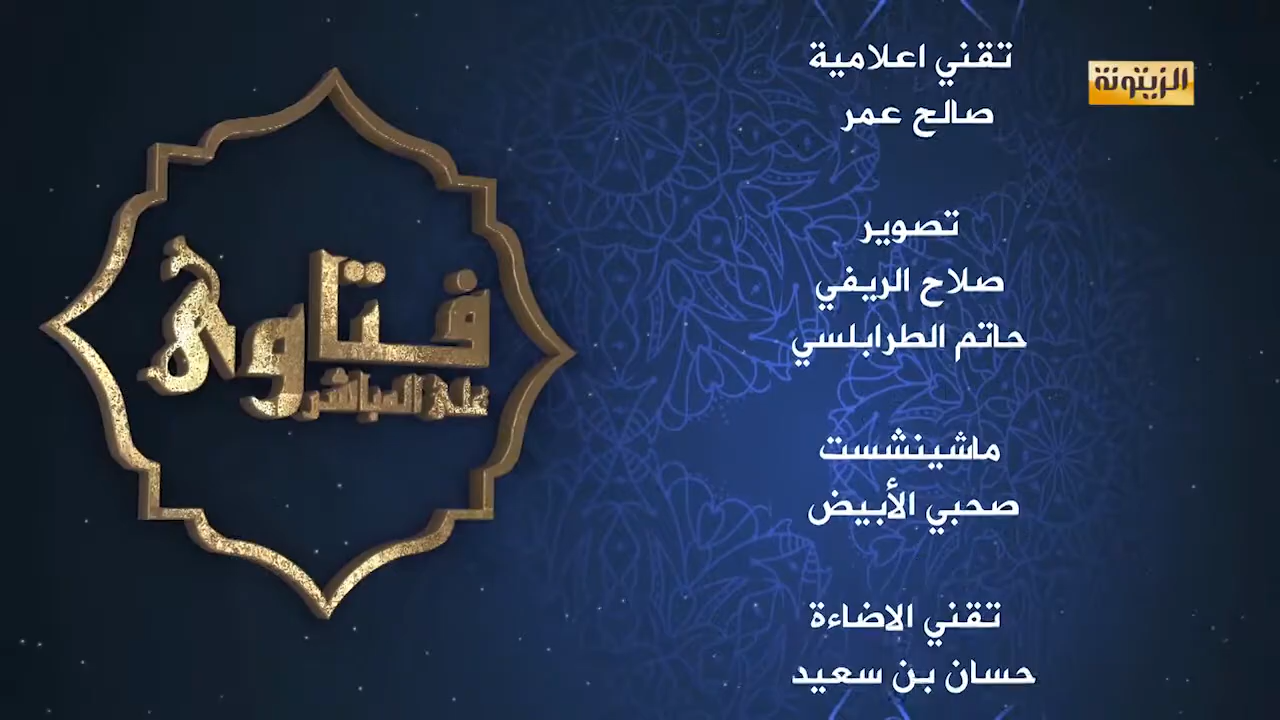 تقني اعلامية
صالح عمر
الزيتونة
تصوير
صلاح الريفي
حاتم الطرابلسي
فتاوى
على المباشر
ماشينشست
صحبي الأبيض
تقني الاضاءة
حسان بن سعيد